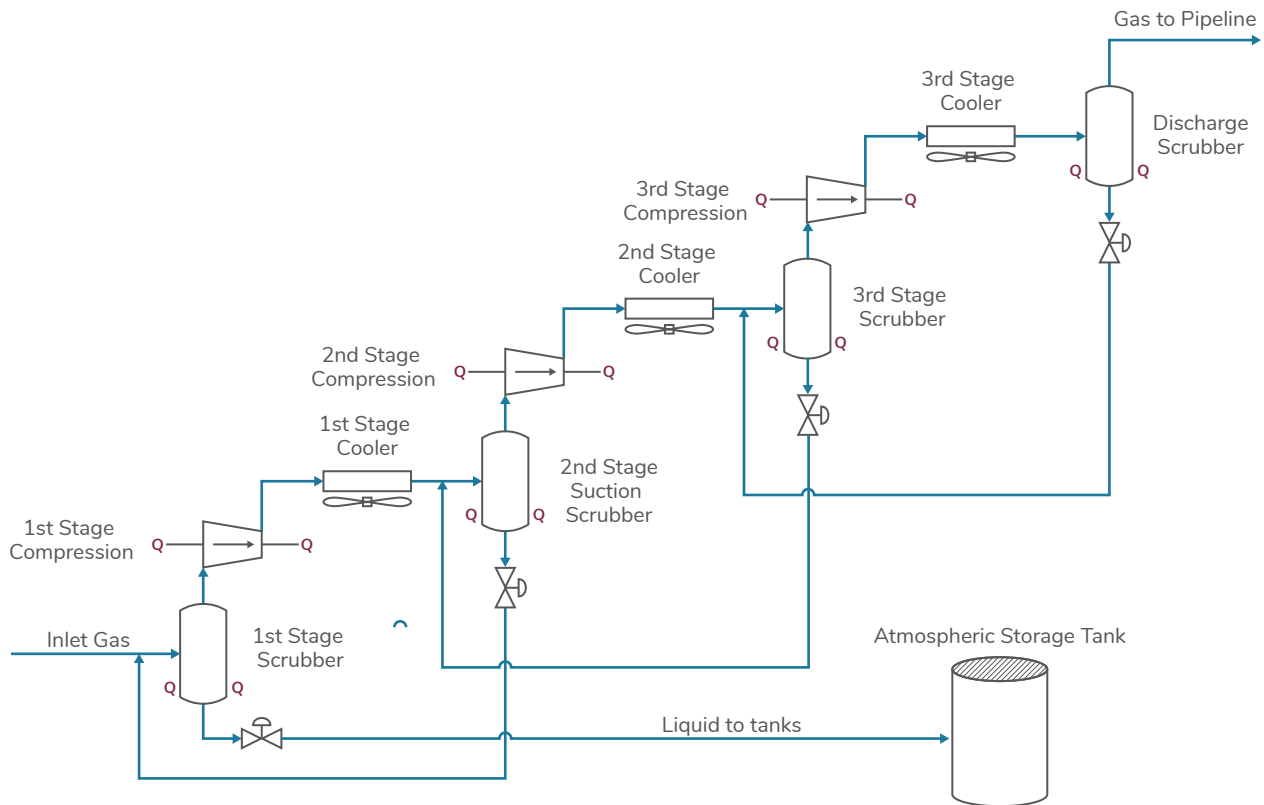 Gas to Pipeline
3rd Stage
Cooler
Discharge
Scrubber
Q Q
3rd Stage
Compression
Q Q
2nd Stage
Cooler
3rd Stage
Scrubber
Q Q
2nd Stage
Compression
Q Q
1st Stage
Cooler
2nd Stage
Suction
Scrubber
Q Q
1st Stage
Compression
Q Q
Inlet Gas
1st Stage
Scrubber
Q Q
Atmospheric Storage Tank
Liquid to tanks